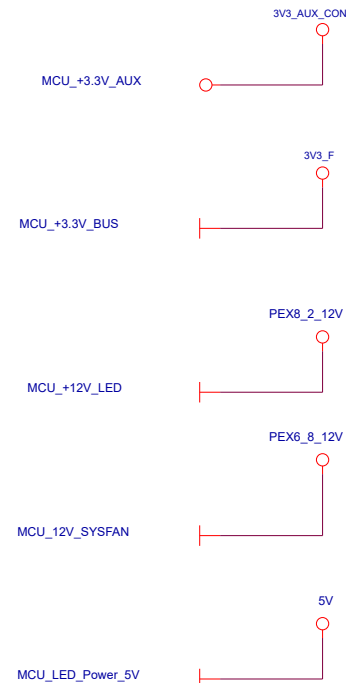 3V3_AUX_CON
MCU_+3.3V_AUX
3V3_F
MCU_+3.3V_BUS
PEX8_2_12V
MCU_+12V_LED
PEX6_8_12V
MCU_12V_SYSFAN
5V
MCU_LED_Power_5V